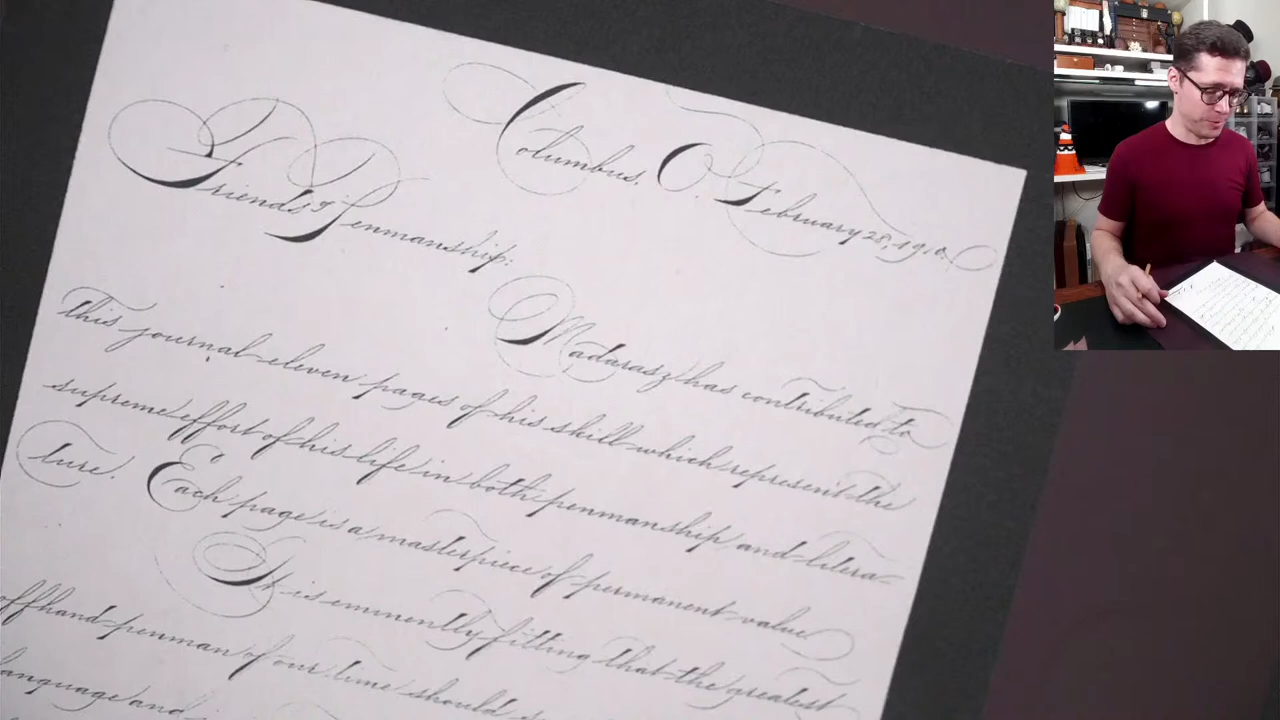 Columbus, O. February 28, 1910.
Friends of Penmanship:
Madarasz has contributed to
this journal eleven pages of his skill which represent the
supreme effort of his life in both penmanship and litera-
ture. Each page is a masterpiece of permanent value
It is eminently fitting that the greatest
offhand penman of our time should
language and